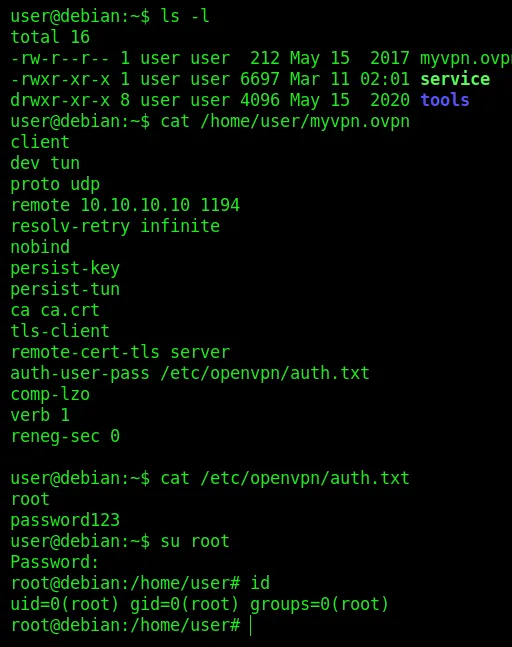 user@debian:~$ ls -l
total 16
-rw-r--r-- 1 user user  212 May 15  2017 myvpn.ovp
-rwxr-xr-x 1 user user 6697 Mar 11 02:01 service
drwxr-xr-x 8 user user 4096 May 15  2020 tools
user@debian:~$ cat /home/user/myvpn.ovpn
client
dev tun
proto udp
remote 10.10.10.10 1194
resolv-retry infinite
nobind
persist-key
persist-tun
ca ca.crt
tls-client
remote-cert-tls server
auth-user-pass /etc/openvpn/auth.txt
comp-lzo
verb 1
reneg-sec 0
user@debian:~$ cat /etc/openvpn/auth.txt
root
password123
user@debian:~$ su root
Password:
root@debian:/home/user# id
uid=0(root) gid=0(root) groups=0(root)
root@debian:/home/user#